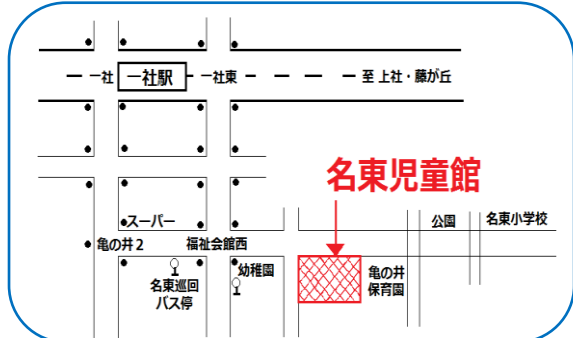 一社
一社駅
一社東
至 上社・藤が丘
名東児童館
スーパー
公園
名東小学校
亀の井2
福祉会館西
幼稚園
亀の井
保育園
名東巡回
バス停